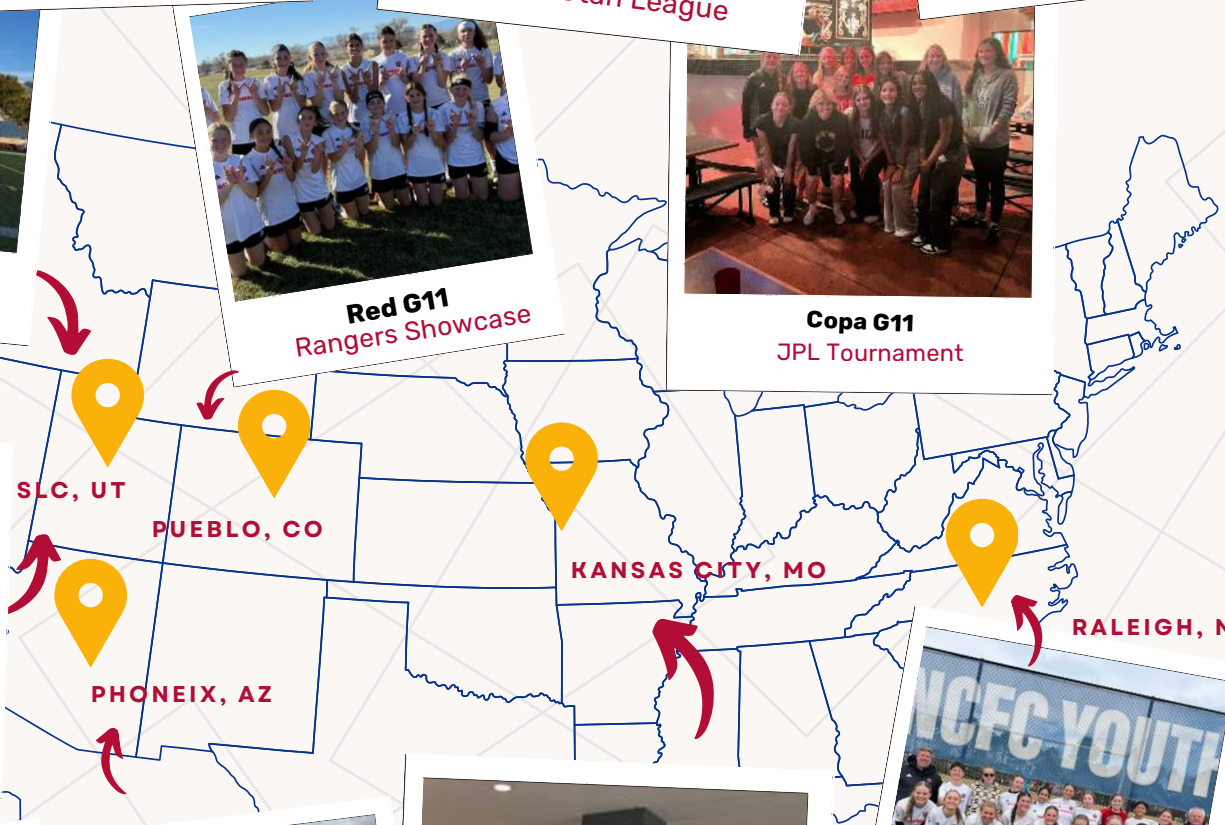 League
Red G11
Rangers Showcase
Copa G11
JPL Tournament
SLC, UT
PUEBLO, CO
KANSAS CITY, MO
RALEIGH,
PHONEIX, AZ
NCFC YOUTH